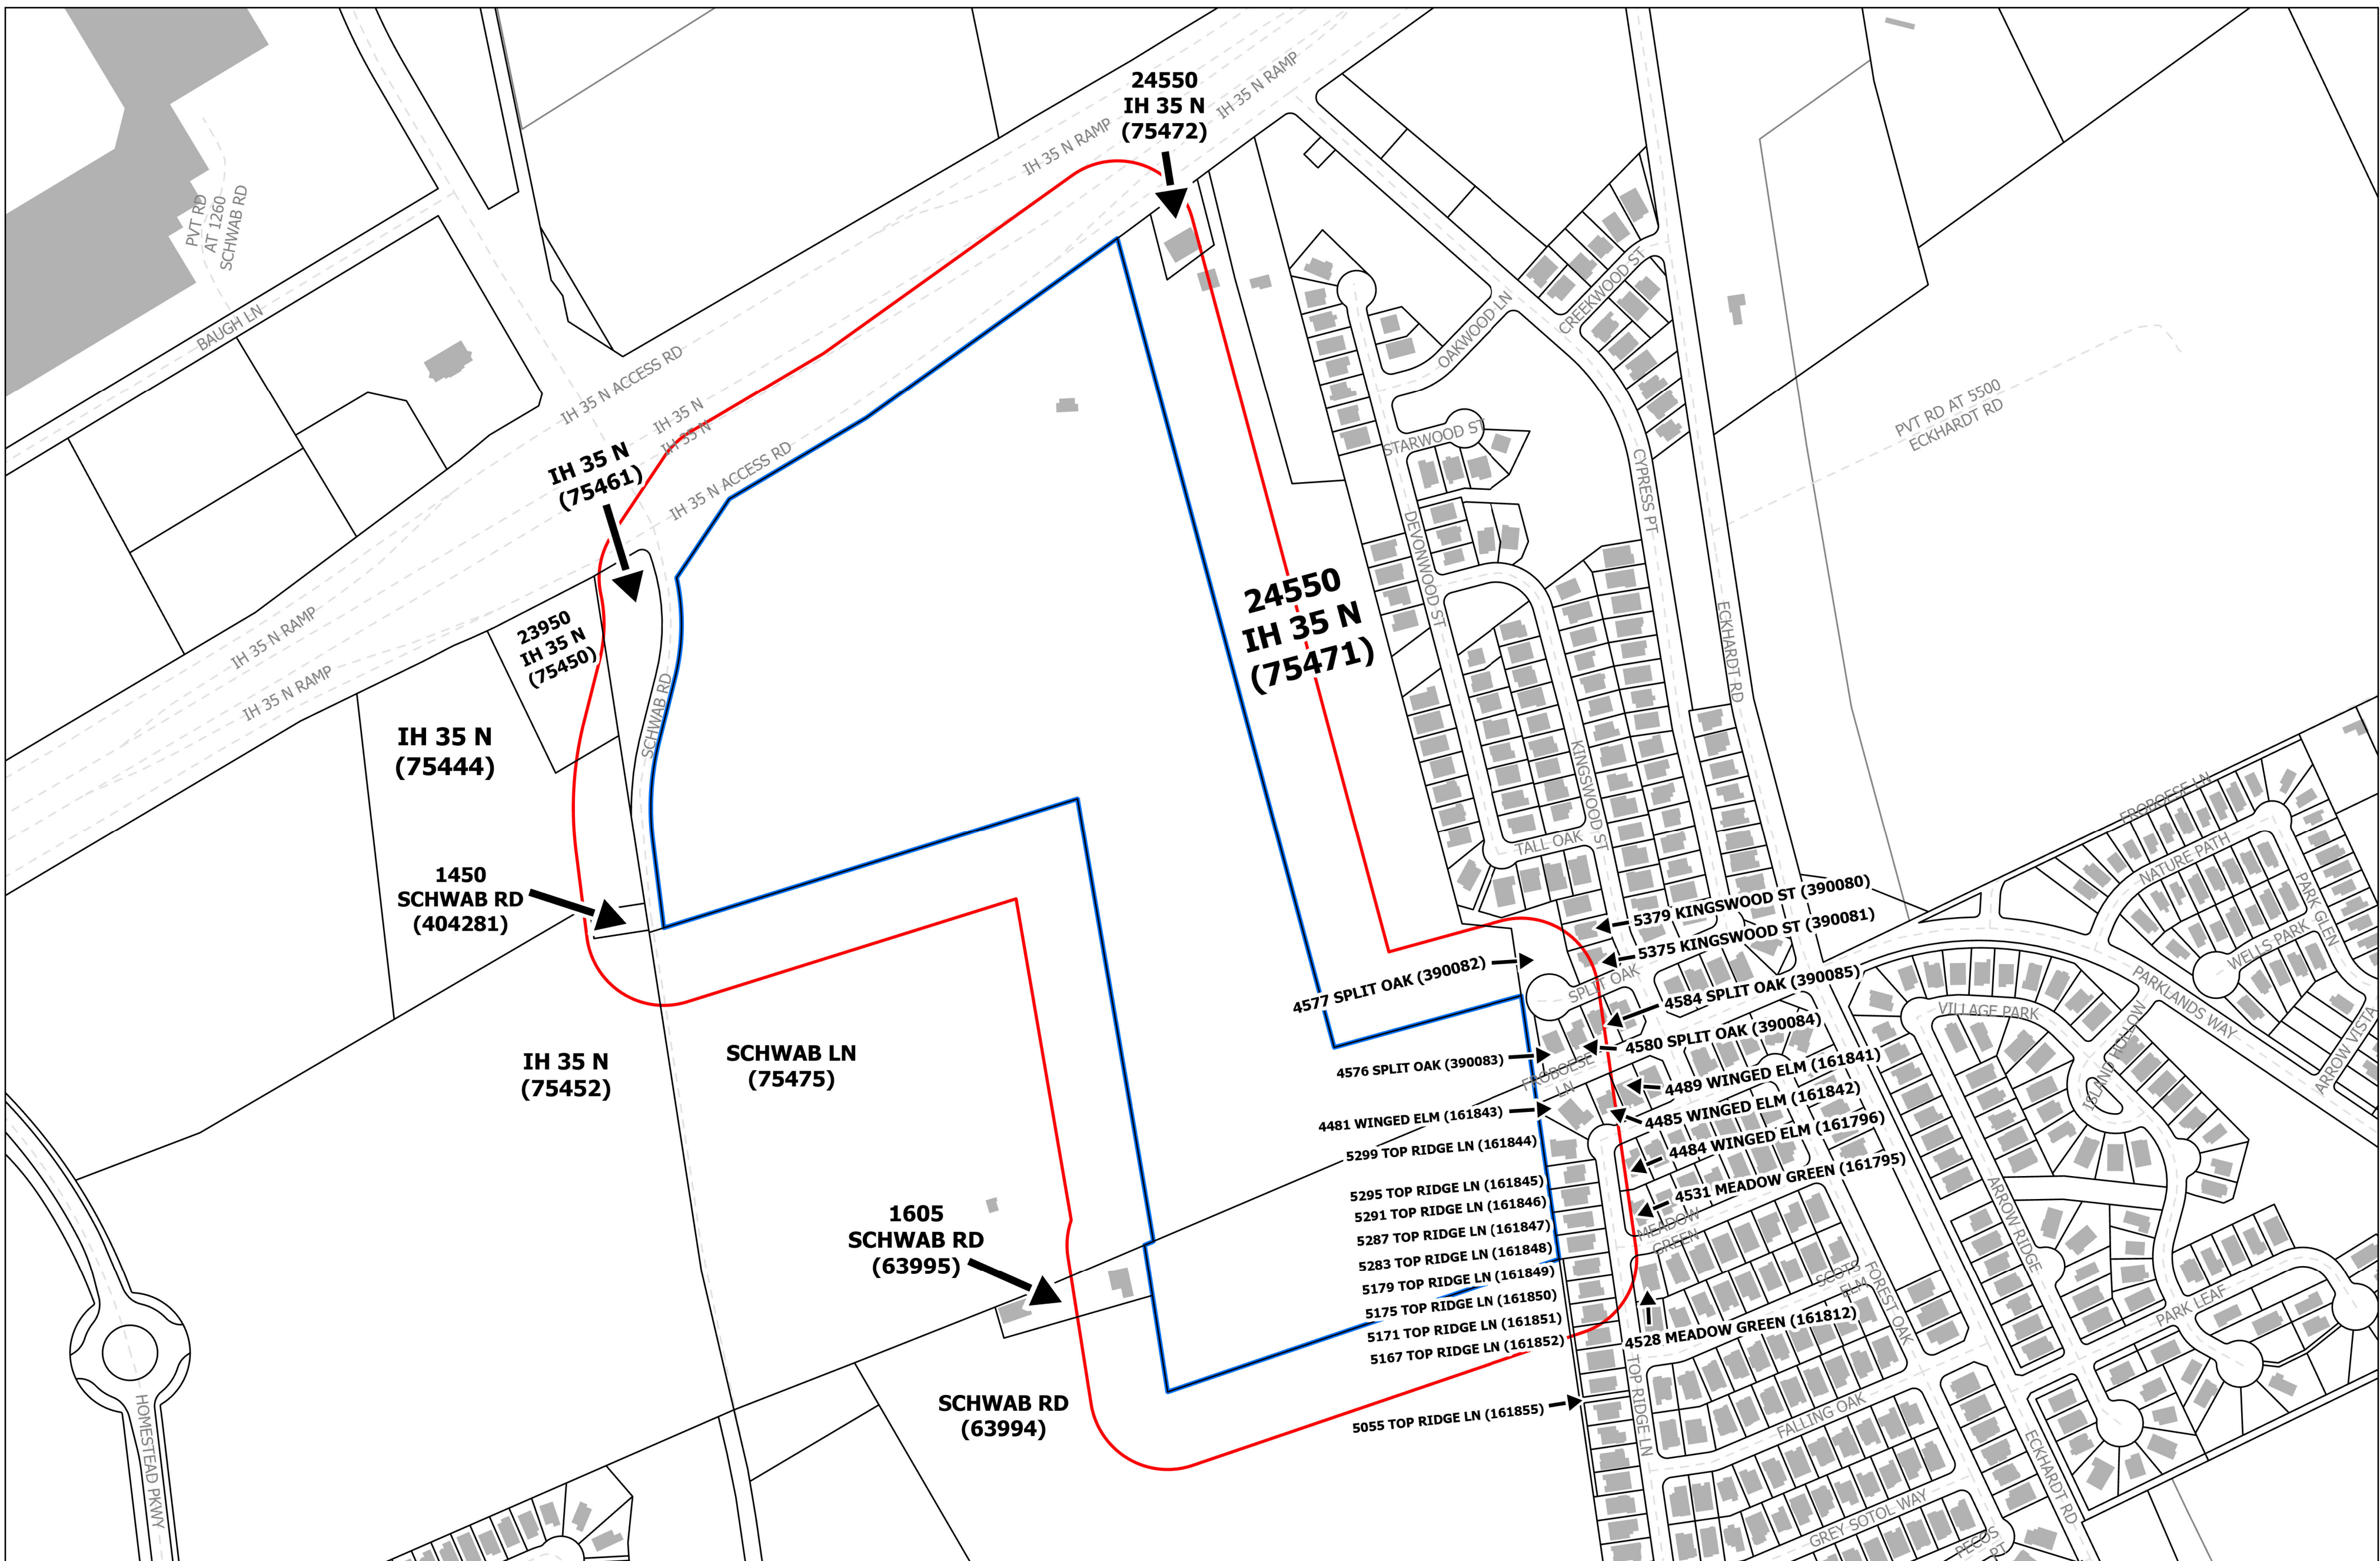 24550
IH 35 N
(75472)
IH 35 N RAMP
IH 35 N RAMP
PVT RD
AT 1260
SCHWAB RD
BAUGH LN
IH 35 N ACCESS RD
IH 35 N
IH 35 N
IH 35 N ACCESS RD
IH 35 N
(75461)
OAKWOOD LN
CREEKWOOD ST
STARWOOD ST
CYPRESS PT
DEVONWOOD ST
PVT RD AT 5500
ECKHARDT RD
24550
IH 35 N
(75471)
23950
IH 35 N
(75450)
IH 35 N RAMP
IH 35 N RAMP
SCHWAB RD
ECKHARDT RD
IH 35 N
(75444)
KINGSWOOD ST
TALL OAK
FROBOESE LN
NATURE PATH
PARK GLEN
WELLS PARK
1450
SCHWAB RD
(404281)
5379 KINGSWOOD ST (390080)
5375 KINGSWOOD ST (390081)
4577 SPLIT OAK (390082)
SPLIT OAK
4584 SPLIT OAK (390085)
4580 SPLIT OAK (390084)
4576 SPLIT OAK (390083)
FROBOESE
LN
VILLAGE PARK
PARKLANDS WAY
ISLAND HOLLOW
ARROW VISTA
IH 35 N
(75452)
SCHWAB LN
(75475)
4489 WINGED ELM (161841)
4485 WINGED ELM (161842)
4481 WINGED ELM (161843)
4484 WINGED ELM (161796)
5299 TOP RIDGE LN (161844)
4531 MEADOW GREEN (161795)
5295 TOP RIDGE LN (161845)
5291 TOP RIDGE LN (161846)
5287 TOP RIDGE LN (161847)
5283 TOP RIDGE LN (161848)
5179 TOP RIDGE LN (161849)
5175 TOP RIDGE LN (161850)
5171 TOP RIDGE LN (161851)
5167 TOP RIDGE LN (161852)
MEADOW
GREEN
ARROW RIDGE
1605
SCHWAB RD
(63995)
SCOTS
ELM
FOREST OAK
PARK LEAF
4528 MEADOW GREEN (161812)
SCHWAB RD
(63994)
5055 TOP RIDGE LN (161855)
TOP RIDGE LN
FALLING OAK
HOMESTEAD PKWY
ECKHARDT RD
GREY SOTOL WAY
PECOS
PT